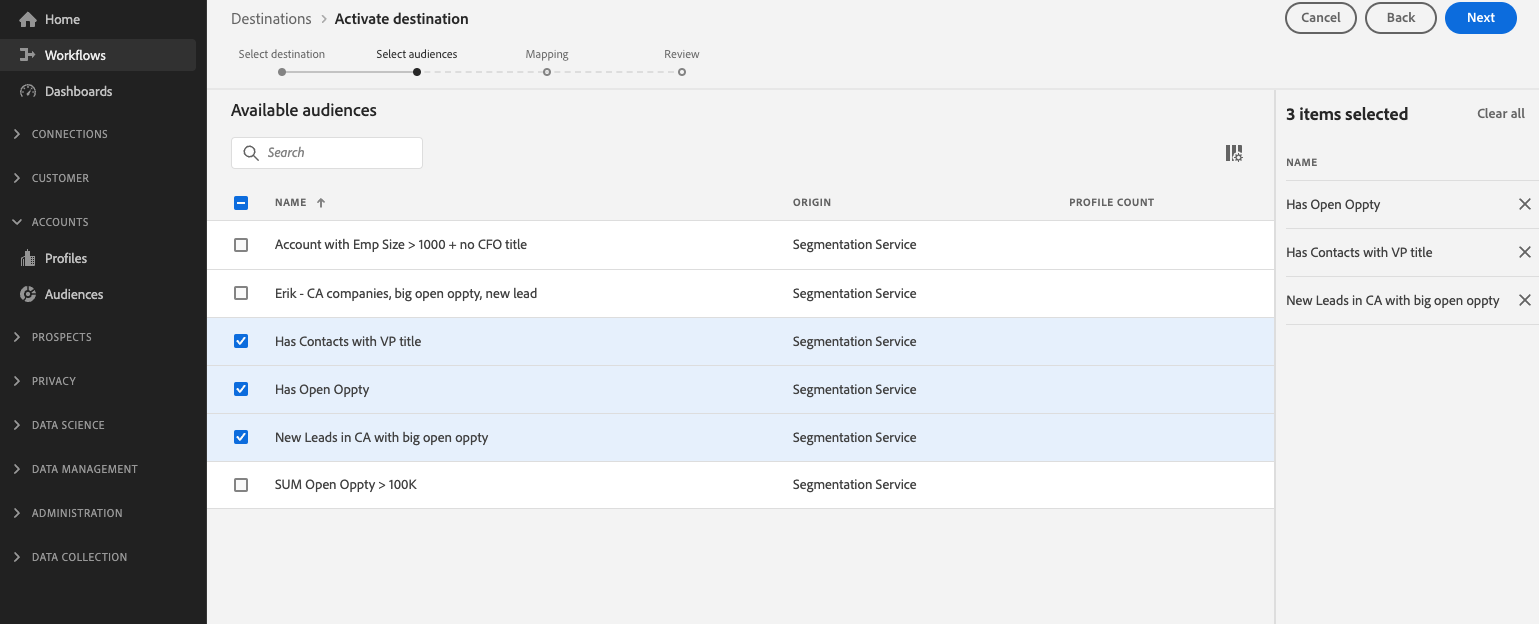 Home
Workflows
Dashboards
CONNECTIONS
CUSTOMER
ACCOUNTS
Profiles
Audiences
PROSPECTS
PRIVACY
DATA SCIENCE
DATA MANAGEMENT
ADMINISTRATION
DATA COLLECTION
Destinations > Activate destination
Cancel Back Next
Select destination Select audiences Mapping Review
Available audiences
Search
NAME ORIGIN PROFILE COUNT
Account with Emp Size > 1000 + no CFO title Segmentation Service
Erik - CA companies, big open oppty, new lead Segmentation Service
Has Contacts with VP title Segmentation Service
Has Open Oppty Segmentation Service
New Leads in CA with big open oppty Segmentation Service
SUM Open Oppty > 100K Segmentation Service
3 items selected Clear all
NAME
Has Open Oppty
Has Contacts with VP title
New Leads in CA with big open oppty